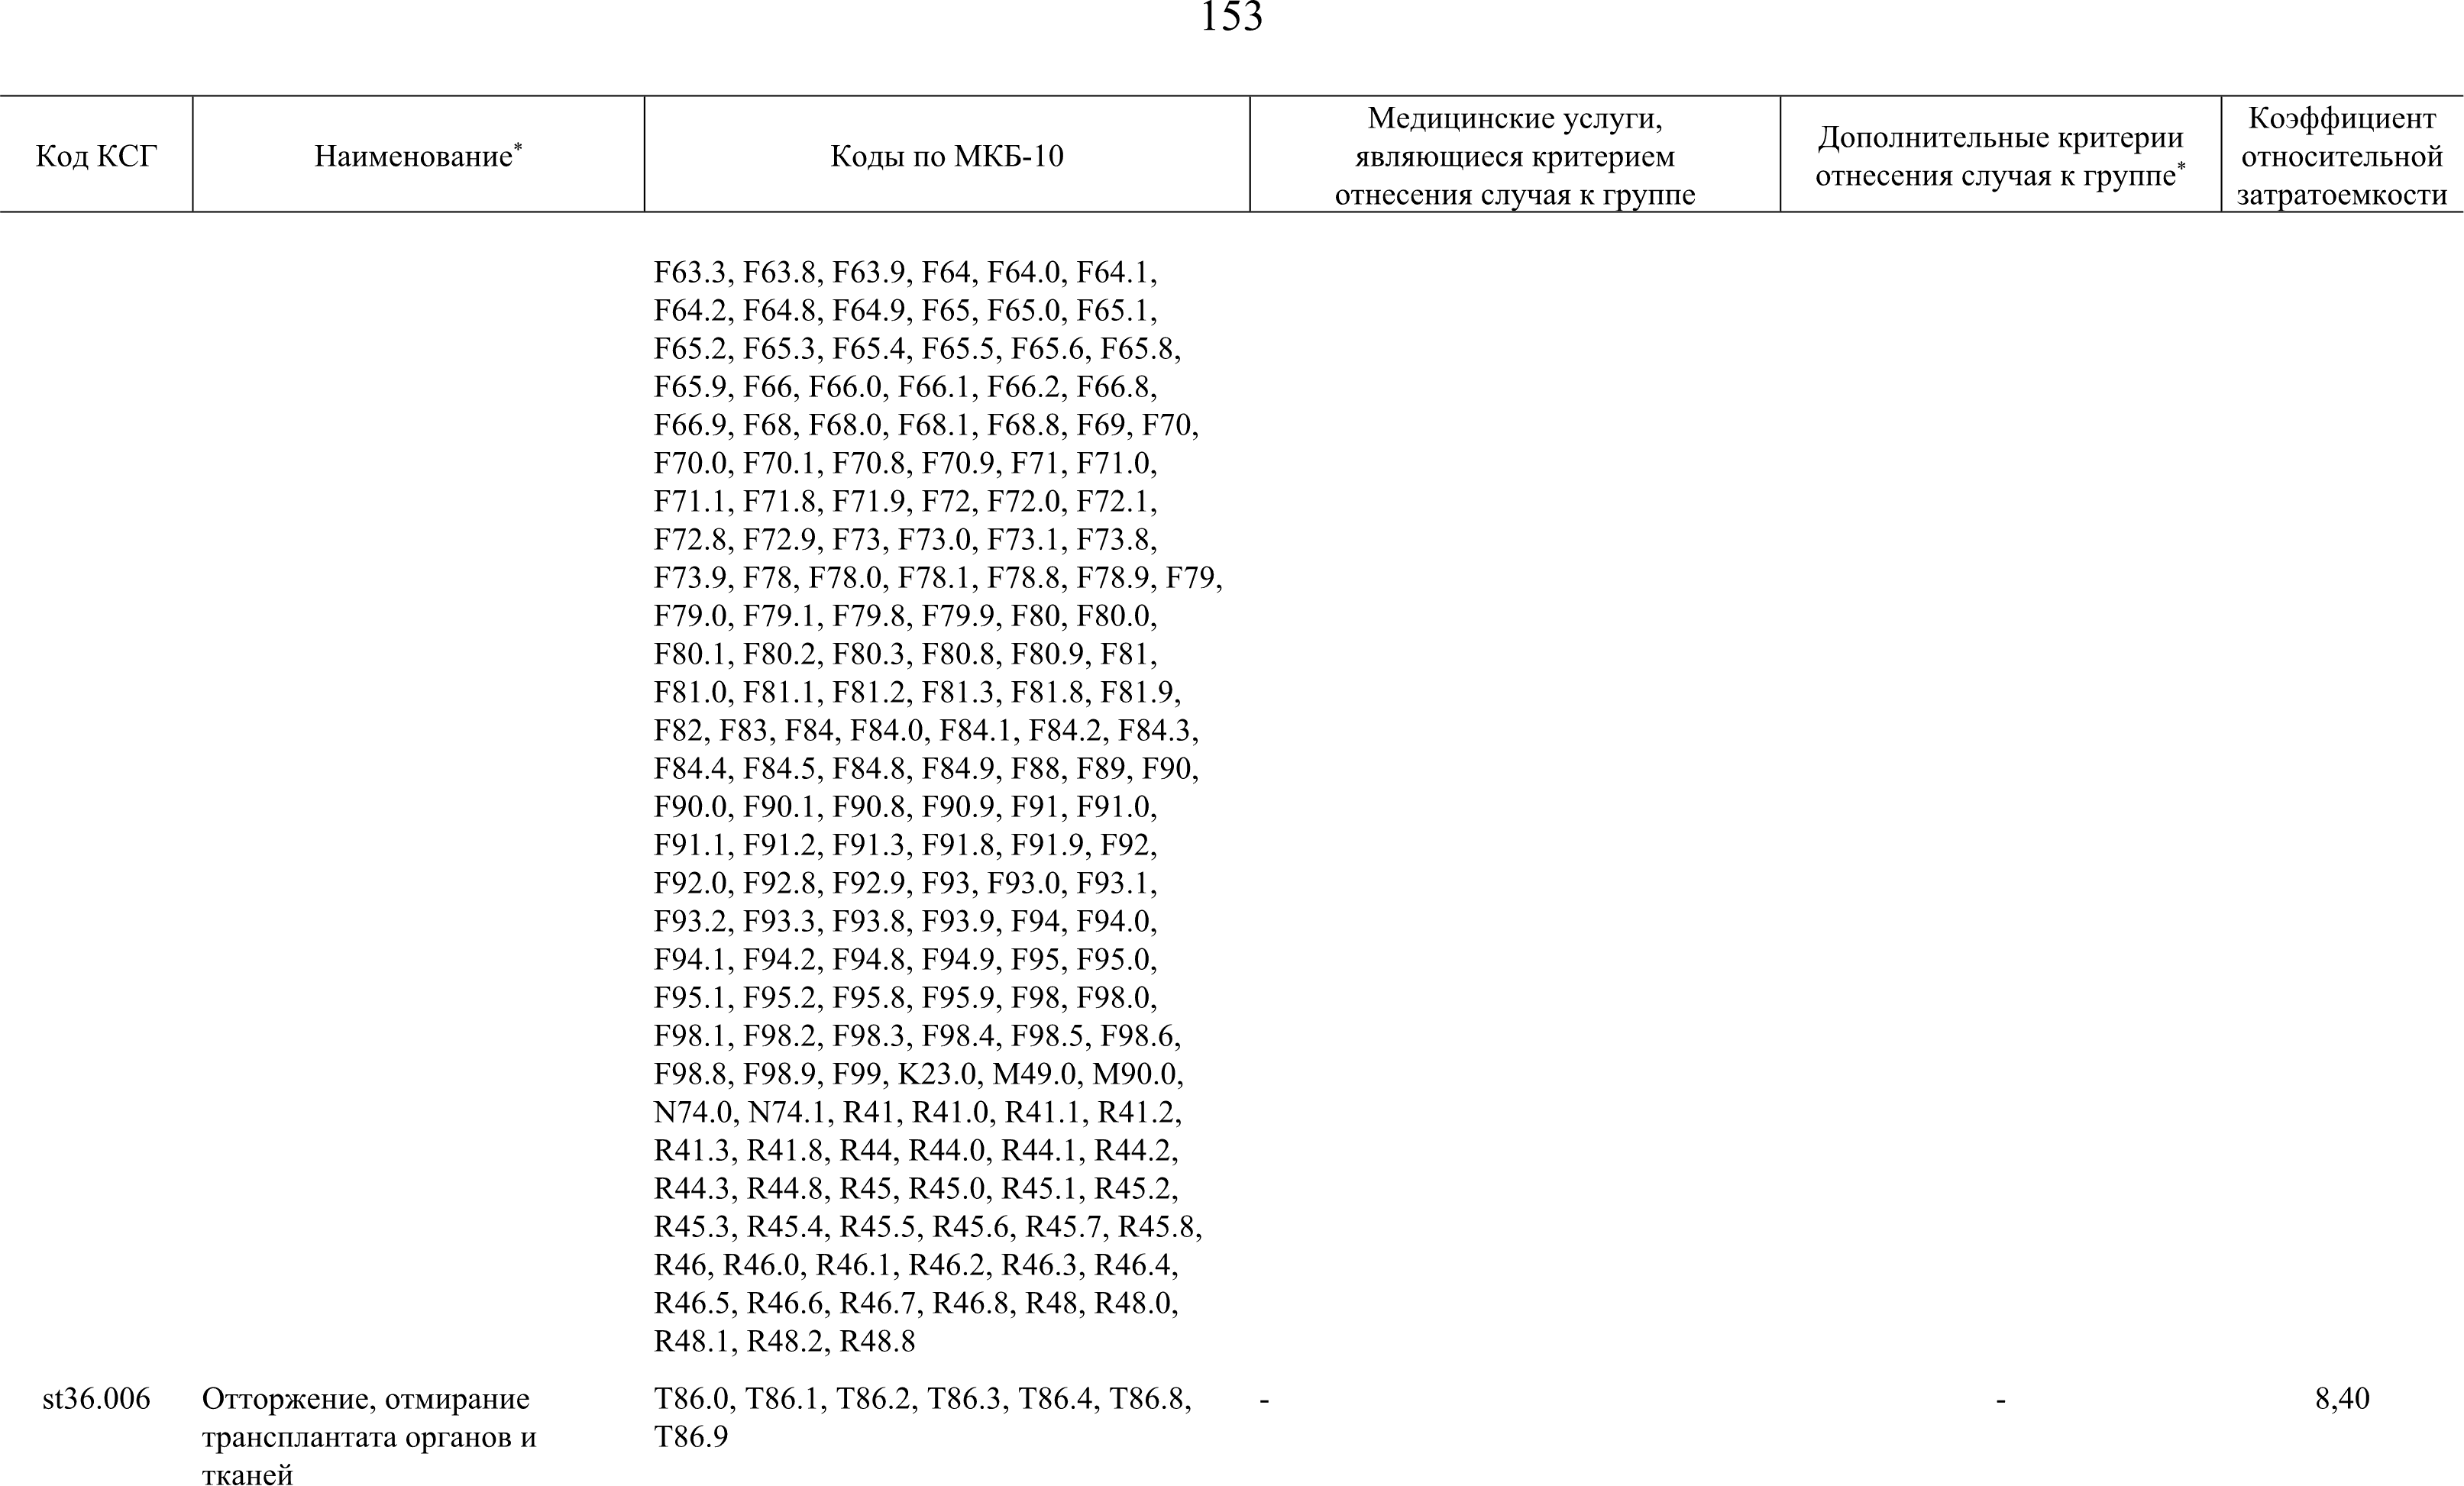 153
Код КСГ
Наименование*
Коды по МКБ-10
Медицинские услуги,
являющиеся критерием
отнесения случая к группе
Дополнительные критерии
отнесения случая к группе*
Коэффициент
относительной
затратоемкости
F63.3, F63.8, F63.9, F64, F64.0, F64.1,
F64.2, F64.8, F64.9, F65, F65.0, F65.1,
F65.2, F65.3, F65.4, F65.5, F65.6, F65.8,
F65.9, F66, F66.0, F66.1, F66.2, F66.8,
F66.9, F68, F68.0, F68.1, F68.8, F69, F70,
F70.0, F70.1, F70.8, F70.9, F71, F71.0,
F71.1, F71.8, F71.9, F72, F72.0, F72.1,
F72.8, F72.9, F73, F73.0, F73.1, F73.8,
F73.9, F78, F78.0, F78.1, F78.8, F78.9, F79,
F79.0, F79.1, F79.8, F79.9, F80, F80.0,
F80.1, F80.2, F80.3, F80.8, F80.9, F81,
F81.0, F81.1, F81.2, F81.3, F81.8, F81.9,
F82, F83, F84, F84.0, F84.1, F84.2, F84.3,
F84.4, F84.5, F84.8, F84.9, F88, F89, F90,
F90.0, F90.1, F90.8, F90.9, F91, F91.0,
F91.1, F91.2, F91.3, F91.8, F91.9, F92,
F92.0, F92.8, F92.9, F93, F93.0, F93.1,
F93.2, F93.3, F93.8, F93.9, F94, F94.0,
F94.1, F94.2, F94.8, F94.9, F95, F95.0,
F95.1, F95.2, F95.8, F95.9, F98, F98.0,
F98.1, F98.2, F98.3, F98.4, F98.5, F98.6,
F98.8, F98.9, F99, K23.0, M49.0, M90.0,
N74.0, N74.1, R41, R41.0, R41.1, R41.2,
R41.3, R41.8, R44, R44.0, R44.1, R44.2,
R44.3, R44.8, R45, R45.0, R45.1, R45.2,
R45.3, R45.4, R45.5, R45.6, R45.7, R45.8,
R46, R46.0, R46.1, R46.2, R46.3, R46.4,
R46.5, R46.6, R46.7, R46.8, R48, R48.0,
R48.1, R48.2, R48.8
st36.006
Отторжение, отмирание
трансплантата органов и
тканей
T86.0, T86.1, T86.2, T86.3, T86.4, T86.8,
T86.9
-
-
8,40